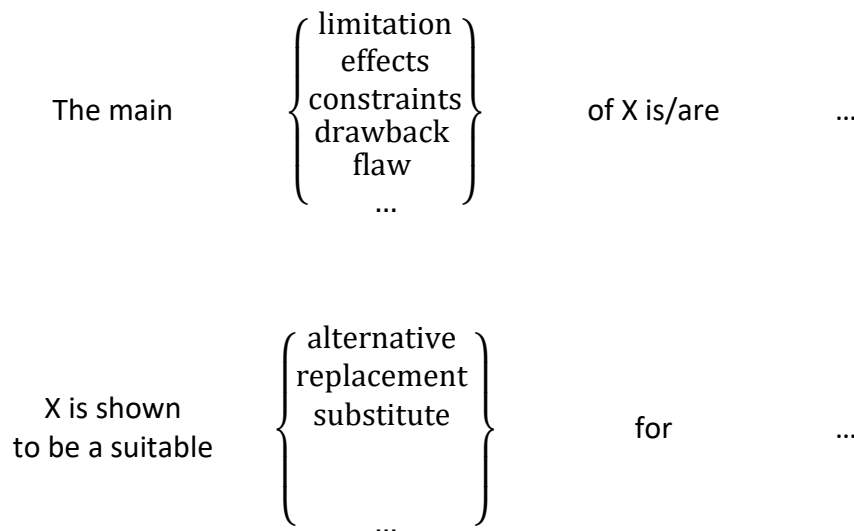 limitation
effects
The main constraints of X is/are ...
drawback
flaw
...
alternative
replacement
X is shown substitute
to be a suitable for ...
...